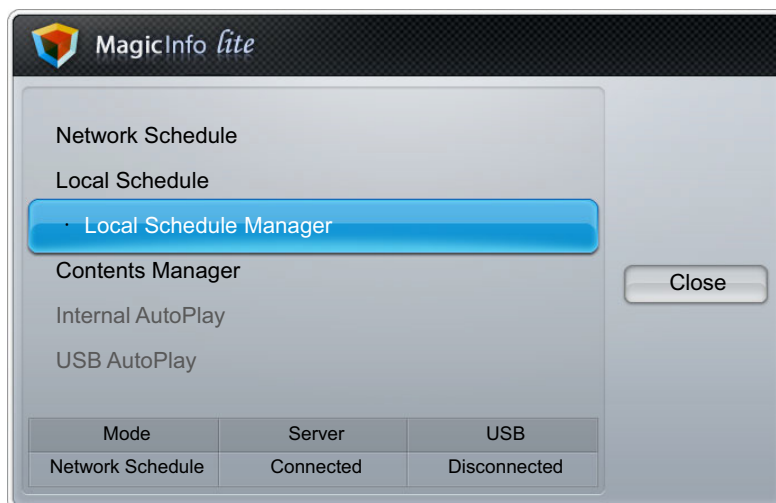 MagicInfo lite
Network Schedule
Local Schedule
· Local Schedule Manager
Contents Manager
Close
Internal AutoPlay
USB AutoPlay
Mode Server USB
Network Schedule Connected Disconnected